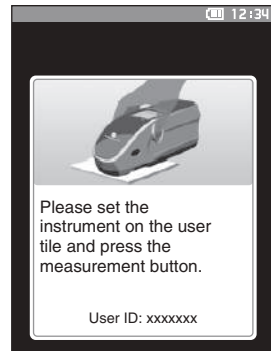 12:34
Please set the
instrument on the user
tile and press the
measurement button.
User ID: xxxxxxx